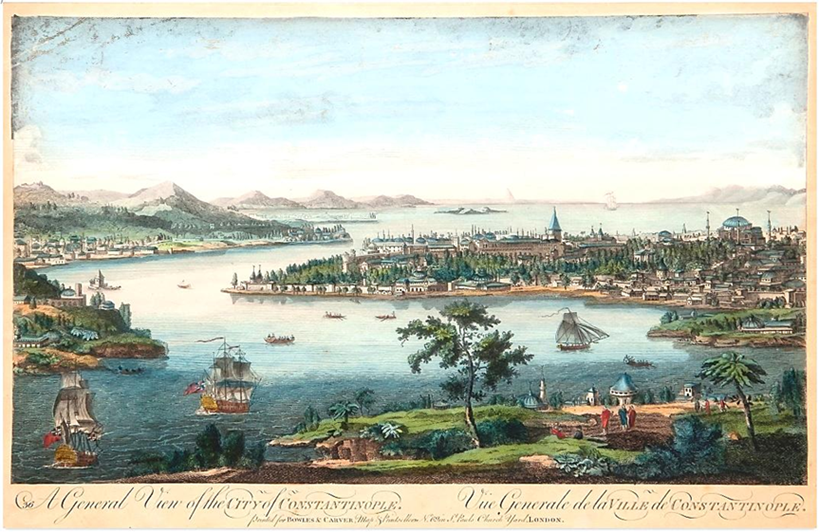 36 A General View of the CITY of CONSTANTINOPLE. Vüe Generale de la VILLE de CONSTANTINOPLE.
Printed for BOWLES & CARVER, Map & Printsellers, No. 69 in St. Pauls Church Yard, LONDON.